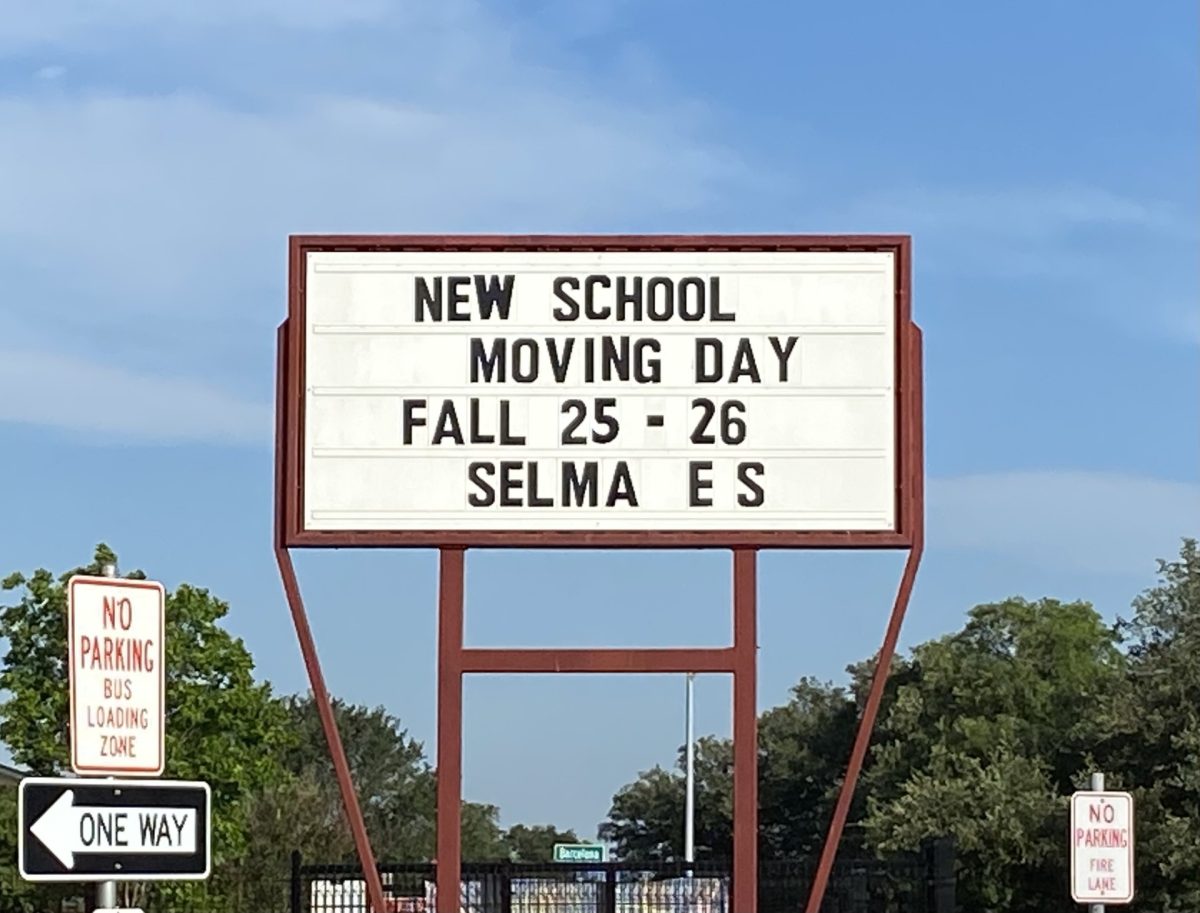 NEW SCHOOL
MOVING DAY
FALL 25 - 26
SELMA E S
NO
PARKING
BUS
LOADING
ZONE
ONE WAY
Barcelona
NO
PARKING
FIRE
LANE